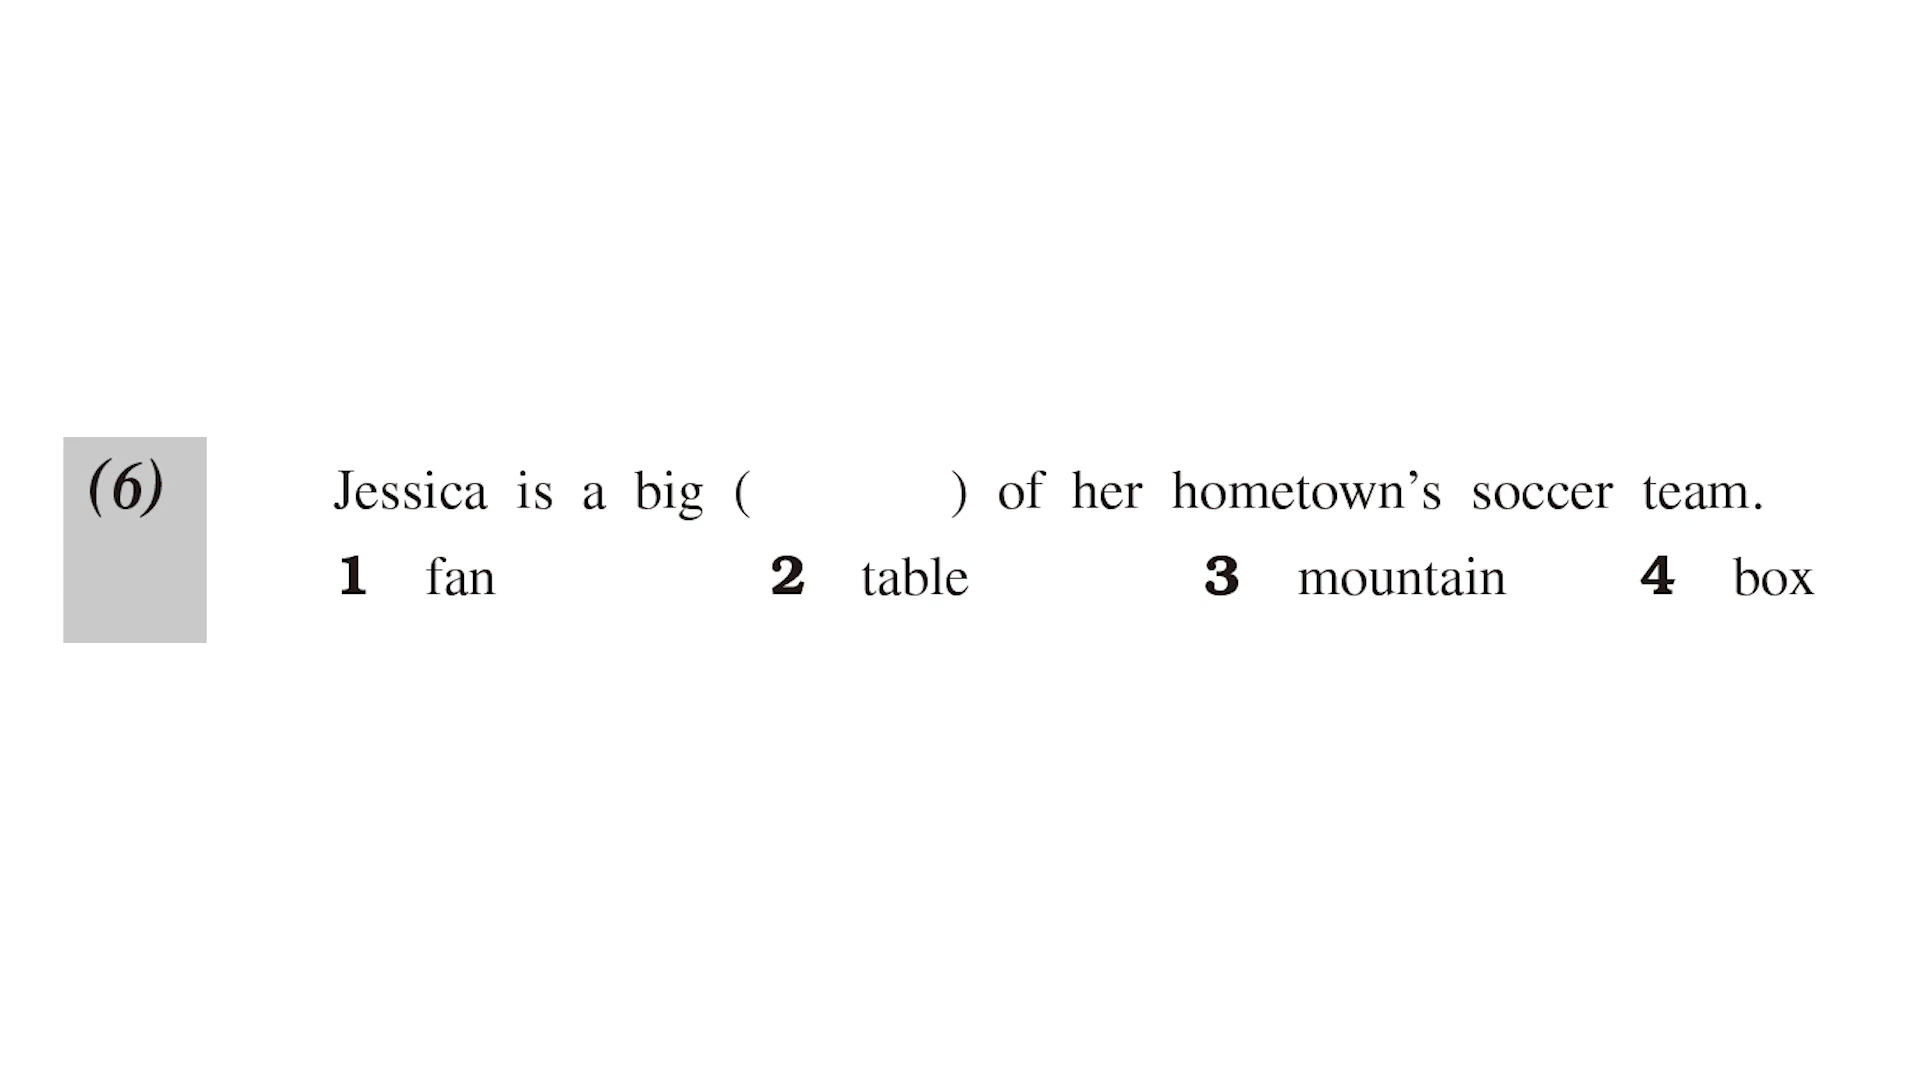 (6) Jessica is a big ( ) of her hometown’s soccer team.
1 fan 2 table 3 mountain 4 box